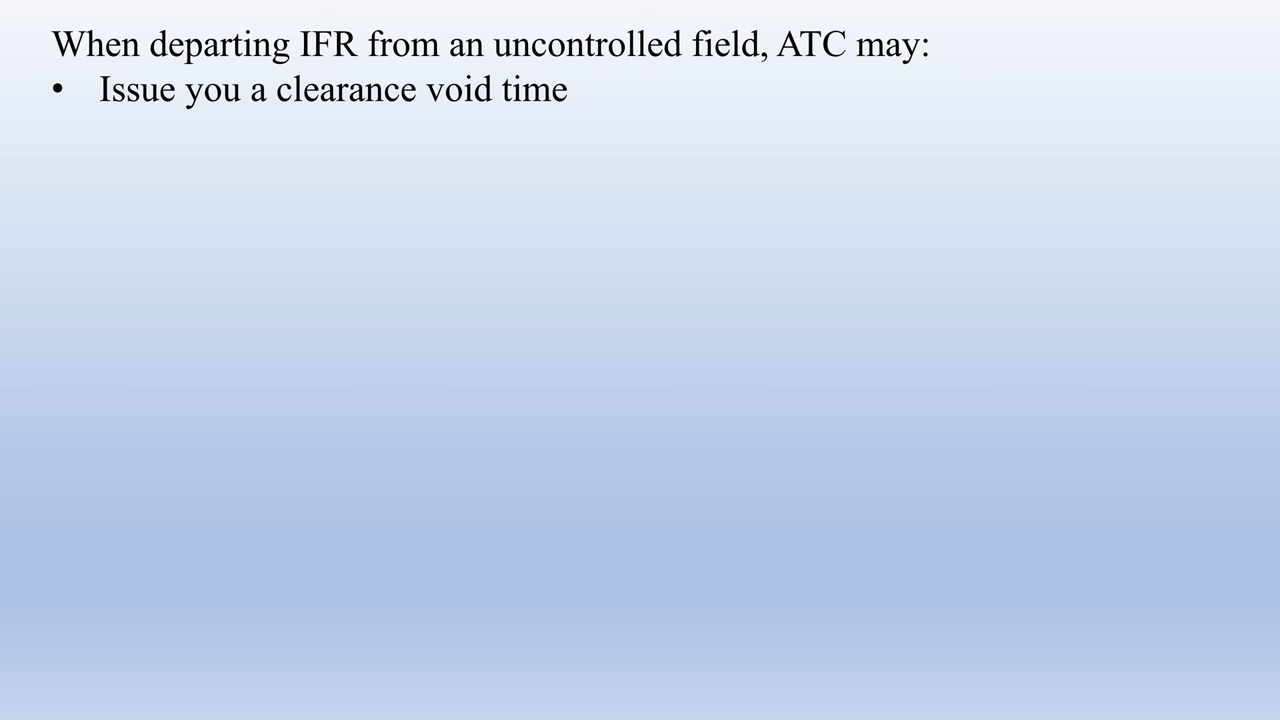 When departing IFR from an uncontrolled field, ATC may:
• Issue you a clearance void time